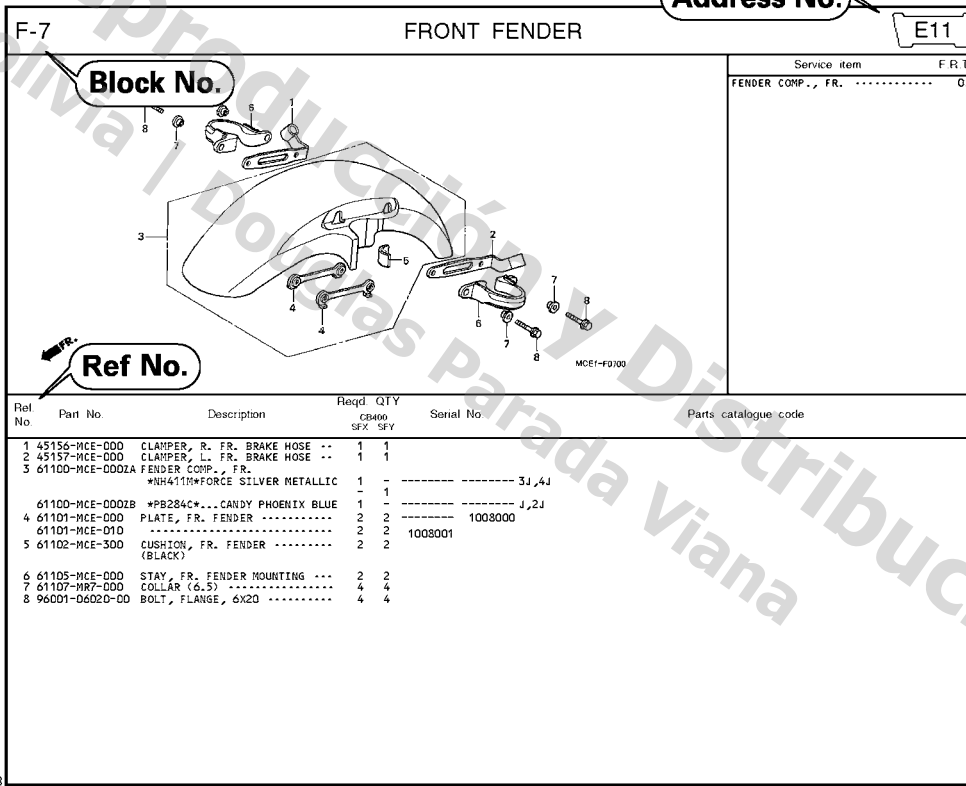 Address No.
F-7 FRONT FENDER E11
Block No.
Service item F.R.T
FENDER COMP., FR. ------------ 0
8
7
6
1
3
5
2
4
4
6
7
8
7
8
FR.
MCE1-F0700
Ref No.
Ref. No. Part No. Description Reqd. QTY CB400 SFX SFY Serial No. Parts catalogue code
1 45156-MCE-000 CLAMPER, R. FR. BRAKE HOSE -- 1 1
2 45157-MCE-000 CLAMPER, L. FR. BRAKE HOSE -- 1 1
3 61100-MCE-000ZA FENDER COMP., FR.
*NH411M*FORCE SILVER METALLIC 1 - -------- -------- 3J,4J
- 1
61100-MCE-000ZB *PB284C*...CANDY PHOENIX BLUE 1 - -------- -------- J,2J
4 61101-MCE-000 PLATE, FR. FENDER ----------- 2 2 -------- 1008000
61101-MCE-010 ---------------------------- 2 2 1008001
5 61102-MCE-300 CUSHION, FR. FENDER --------- 2 2
(BLACK)
6 61105-MCE-000 STAY, FR. FENDER MOUNTING --- 2 2
7 61107-MR7-000 COLLAR (6.5) ---------------- 4 4
8 96001-06020-00 BOLT, FLANGE, 6X20 ---------- 4 4
producción y Distribuc
olivia | Douglas Parada Viana